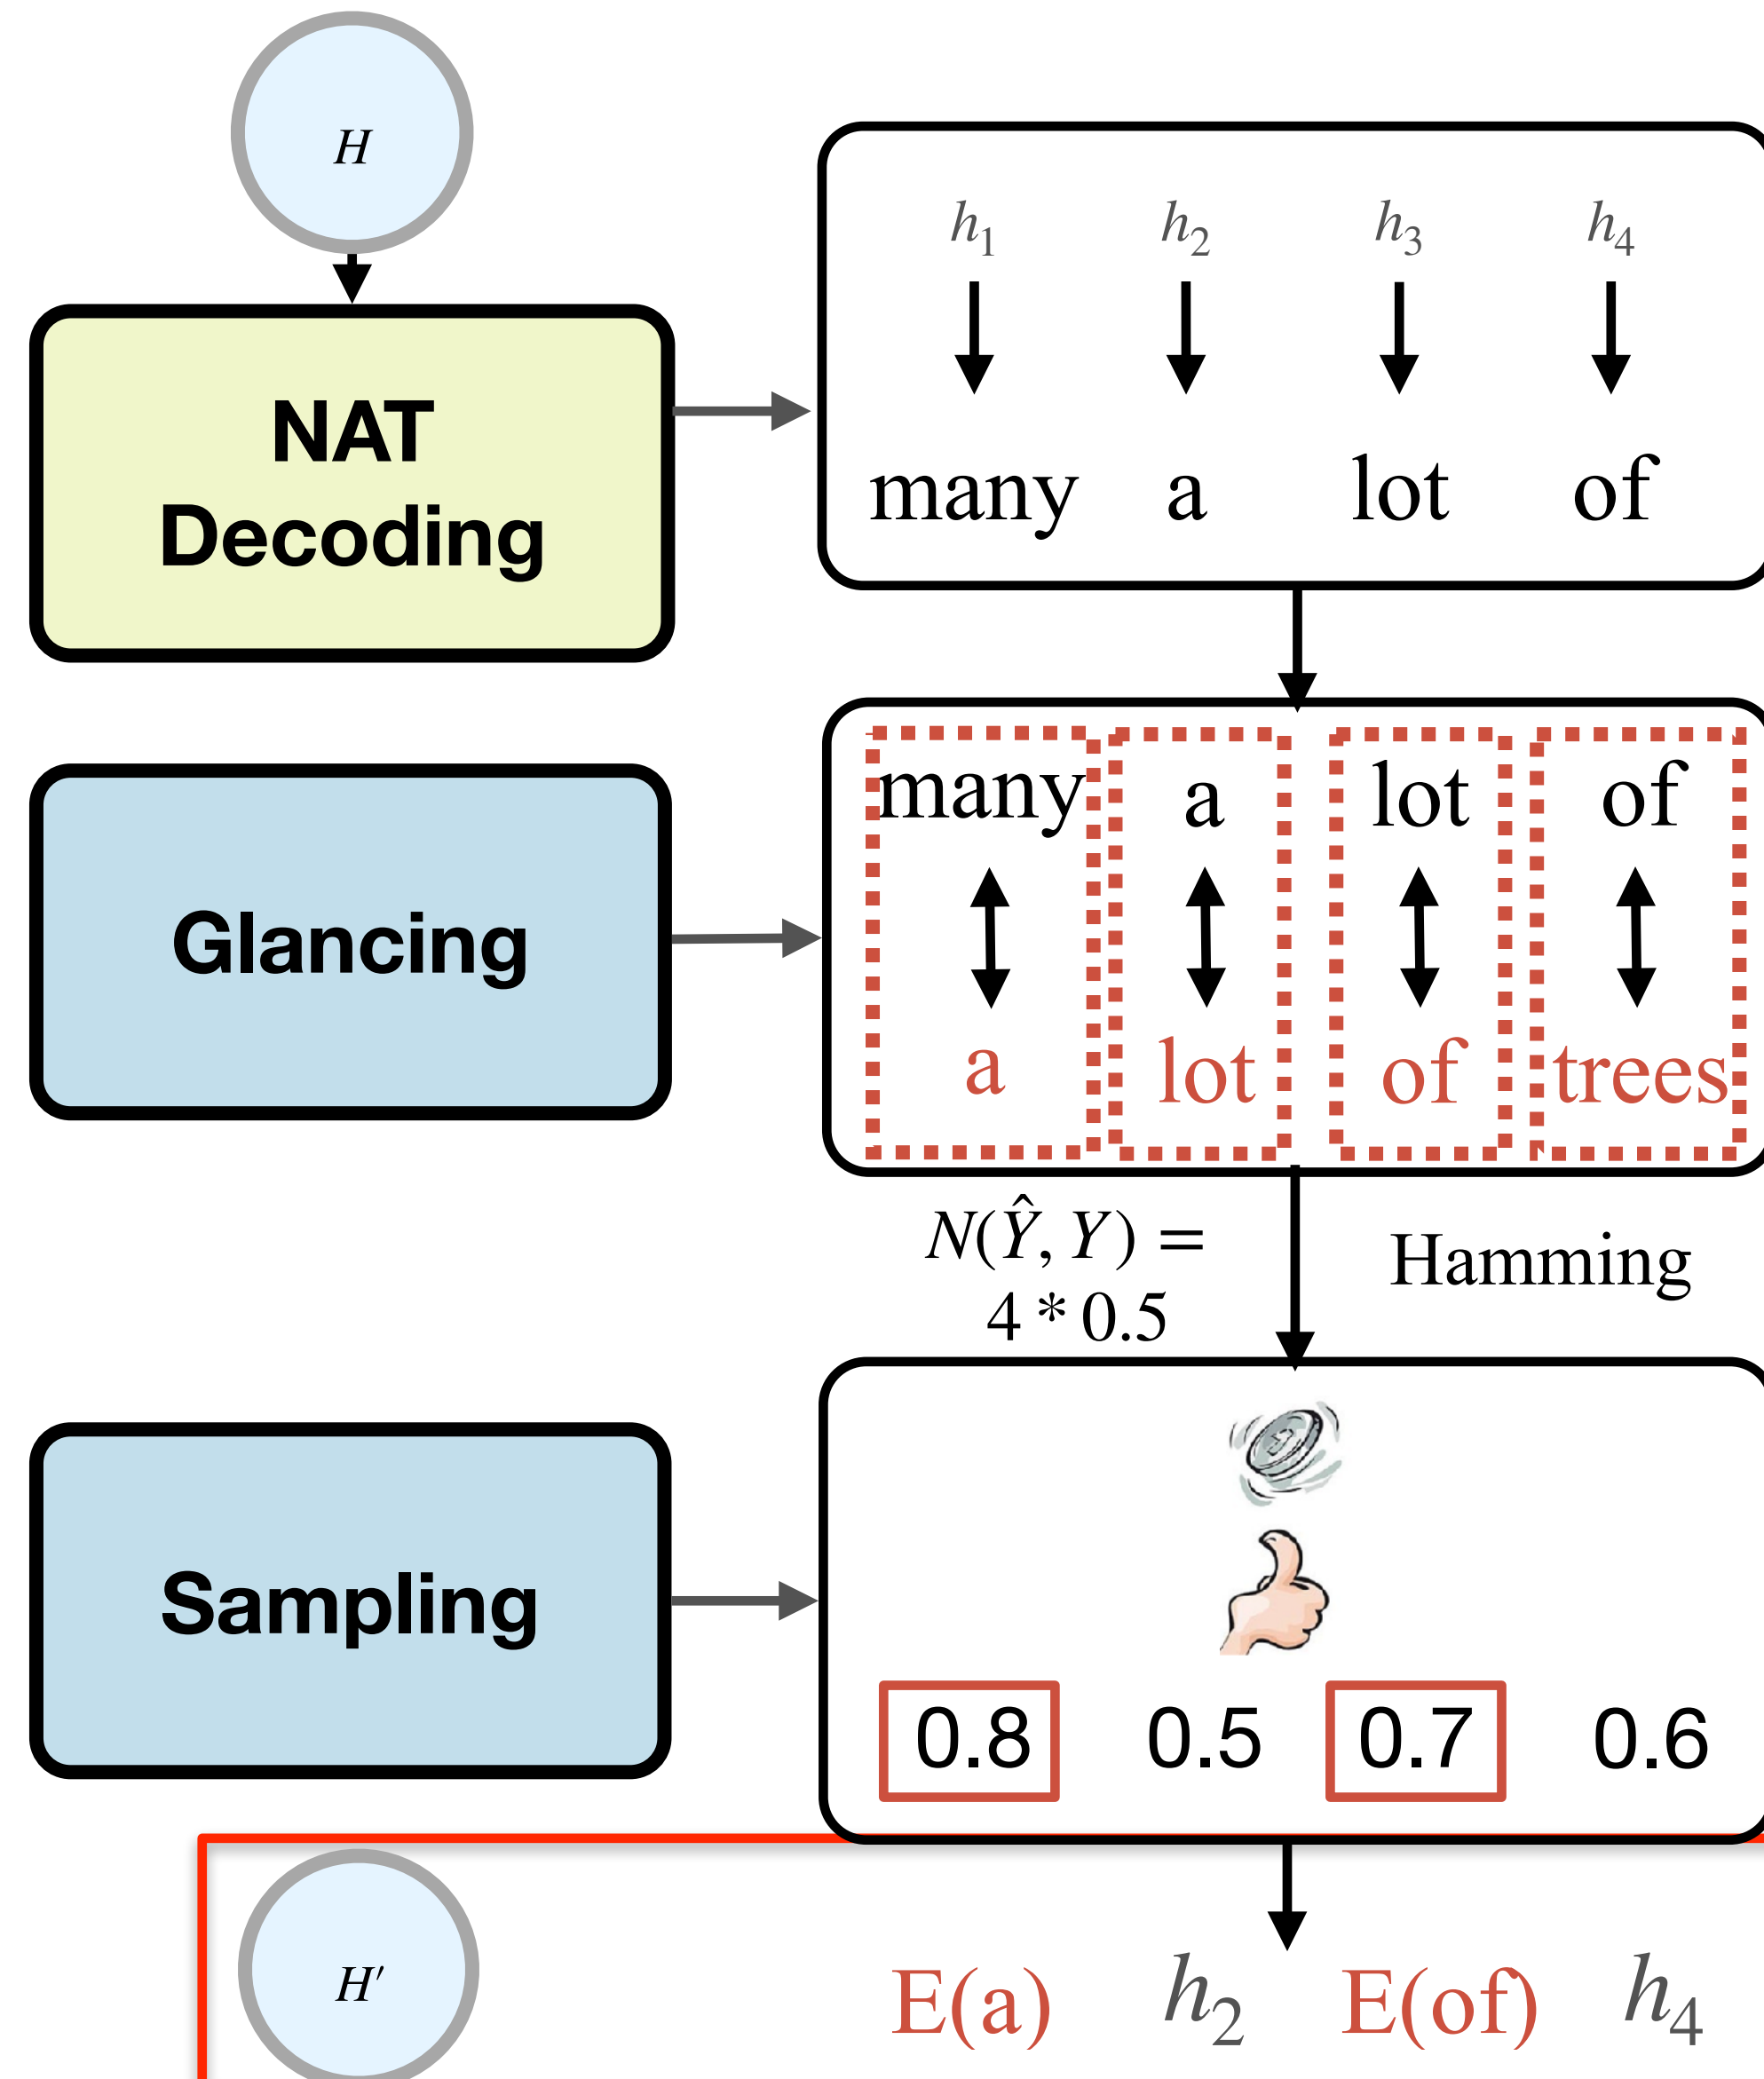 H
h₁ h₂ h₃ h₄
NAT
Decoding
many a lot of
many a lot of
Glancing
a lot of trees
N(Ŷ, Y) =
4 * 0.5
Hamming
Sampling
0.8 0.5 0.7 0.6
H′
E(a) h₂ E(of) h₄